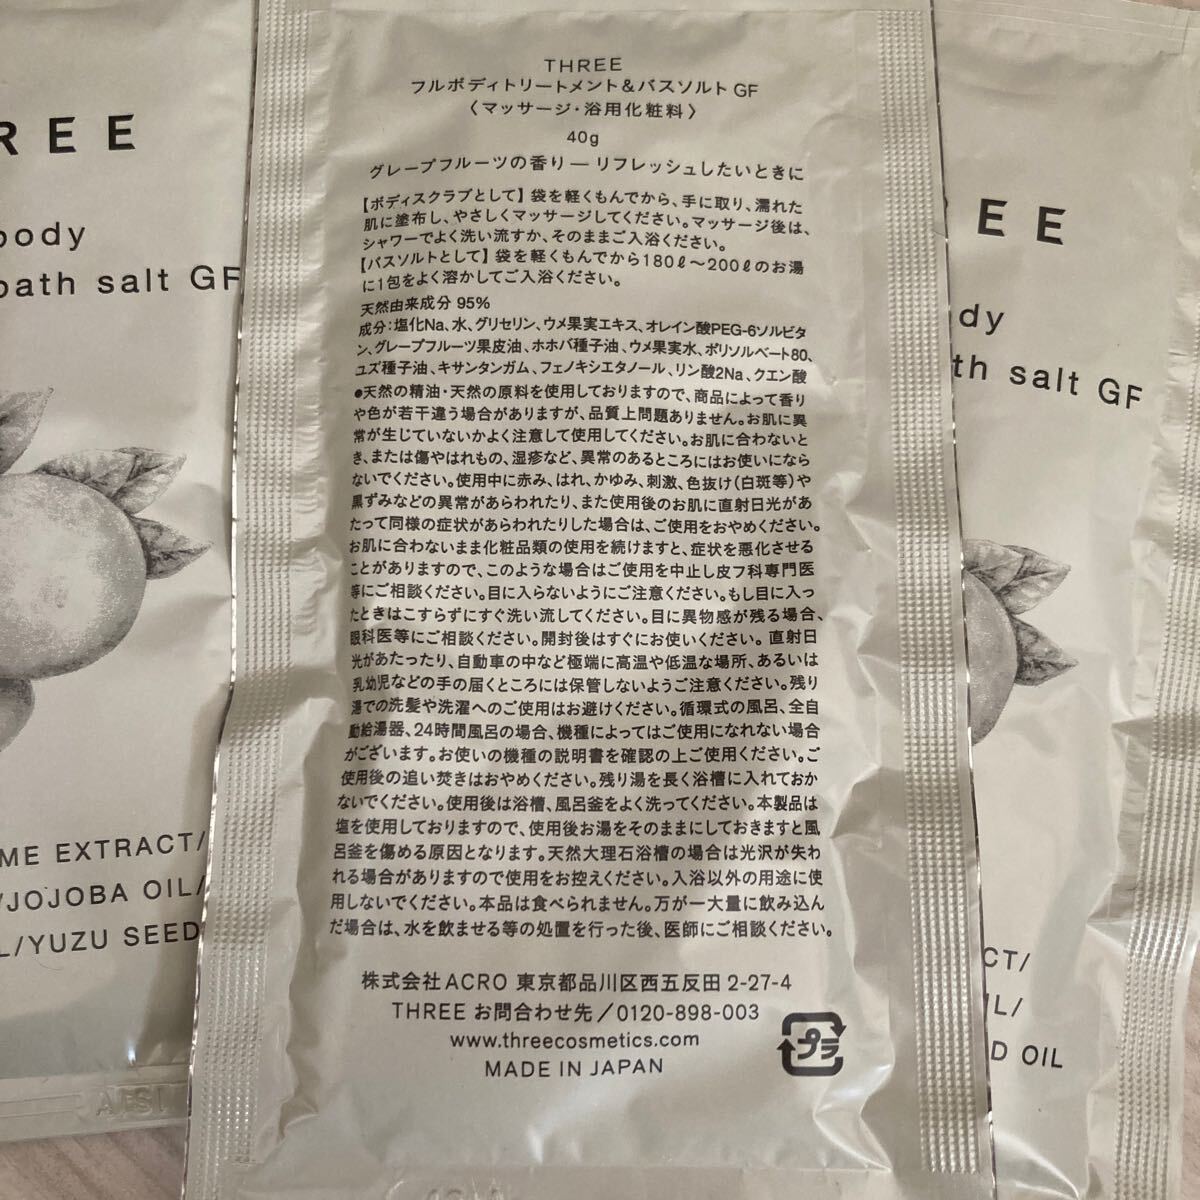 THREE
フルボディトリートメント&バスソルト GF
〈マッサージ・浴用化粧料〉
40g
グレープフルーツの香り ― リフレッシュしたいときに
【ボディスクラブとして】袋を軽くもんでから、手に取り、濡れた
肌に塗布し、やさしくマッサージしてください。マッサージ後は、
シャワーでよく洗い流すか、そのままご入浴ください。
【バスソルトとして】袋を軽くもんでから180ℓ〜200ℓのお湯
に1包をよく溶かしてご入浴ください。
天然由来成分 95%
成分:塩化Na、水、グリセリン、ウメ果実エキス、オレイン酸PEG-6ソルビタ
ン、グレープフルーツ果皮油、ホホバ種子油、ウメ果実水、ポリソルベート80、
ユズ種子油、キサンタンガム、フェノキシエタノール、リン酸2Na、クエン酸
●天然の精油・天然の原料を使用しておりますので、商品によって香り
や色が若干違う場合がありますが、品質上問題ありません。お肌に異
常が生じていないかよく注意して使用してください。お肌に合わないと
き、または傷やはれもの、湿疹など、異常のあるところにはお使いになら
ないでください。使用中に赤み、はれ、かゆみ、刺激、色抜け(白斑等)や
黒ずみなどの異常があらわれたり、また使用後のお肌に直射日光があ
たって同様の症状があらわれたりした場合は、ご使用をおやめください。
お肌に合わないまま化粧品類の使用を続けますと、症状を悪化させる
ことがありますので、このような場合はご使用を中止し皮フ科専門医
等にご相談ください。目に入らないようにご注意ください。もし目に入っ
たときはこすらずにすぐ洗い流してください。目に異物感が残る場合、
眼科医等にご相談ください。開封後はすぐにお使いください。直射日
光があたったり、自動車の中など極端に高温や低温な場所、あるいは
乳幼児などの手の届くところには保管しないようご注意ください。残り
湯での洗髪や洗濯へのご使用はお避けください。循環式の風呂、全自
動給湯器、24時間風呂の場合、機種によってはご使用になれない場合
がございます。お使いの機種の説明書を確認の上ご使用ください。ご
使用後の追い焚きはおやめください。残り湯を長く浴槽に入れておか
ないでください。使用後は浴槽、風呂釜をよく洗ってください。本製品は
塩を使用しておりますので、使用後お湯をそのままにしておきますと風
呂釜を傷める原因となります。天然大理石浴槽の場合は光沢が失わ
れる場合がありますので使用をお控えください。入浴以外の用途に使
用しないでください。本品は食べられません。万が一大量に飲み込ん
だ場合は、水を飲ませる等の処置を行った後、医師にご相談ください。
株式会社 ACRO 東京都品川区西五反田 2-27-4
THREE お問合わせ先/0120-898-003
www.threecosmetics.com
MADE IN JAPAN
プラ
REE
body
bath salt GF
ME EXTRACT/
/JOJOBA OIL/
L/YUZU SEED
REE
dy
th salt GF
CT/
IL/
D OIL